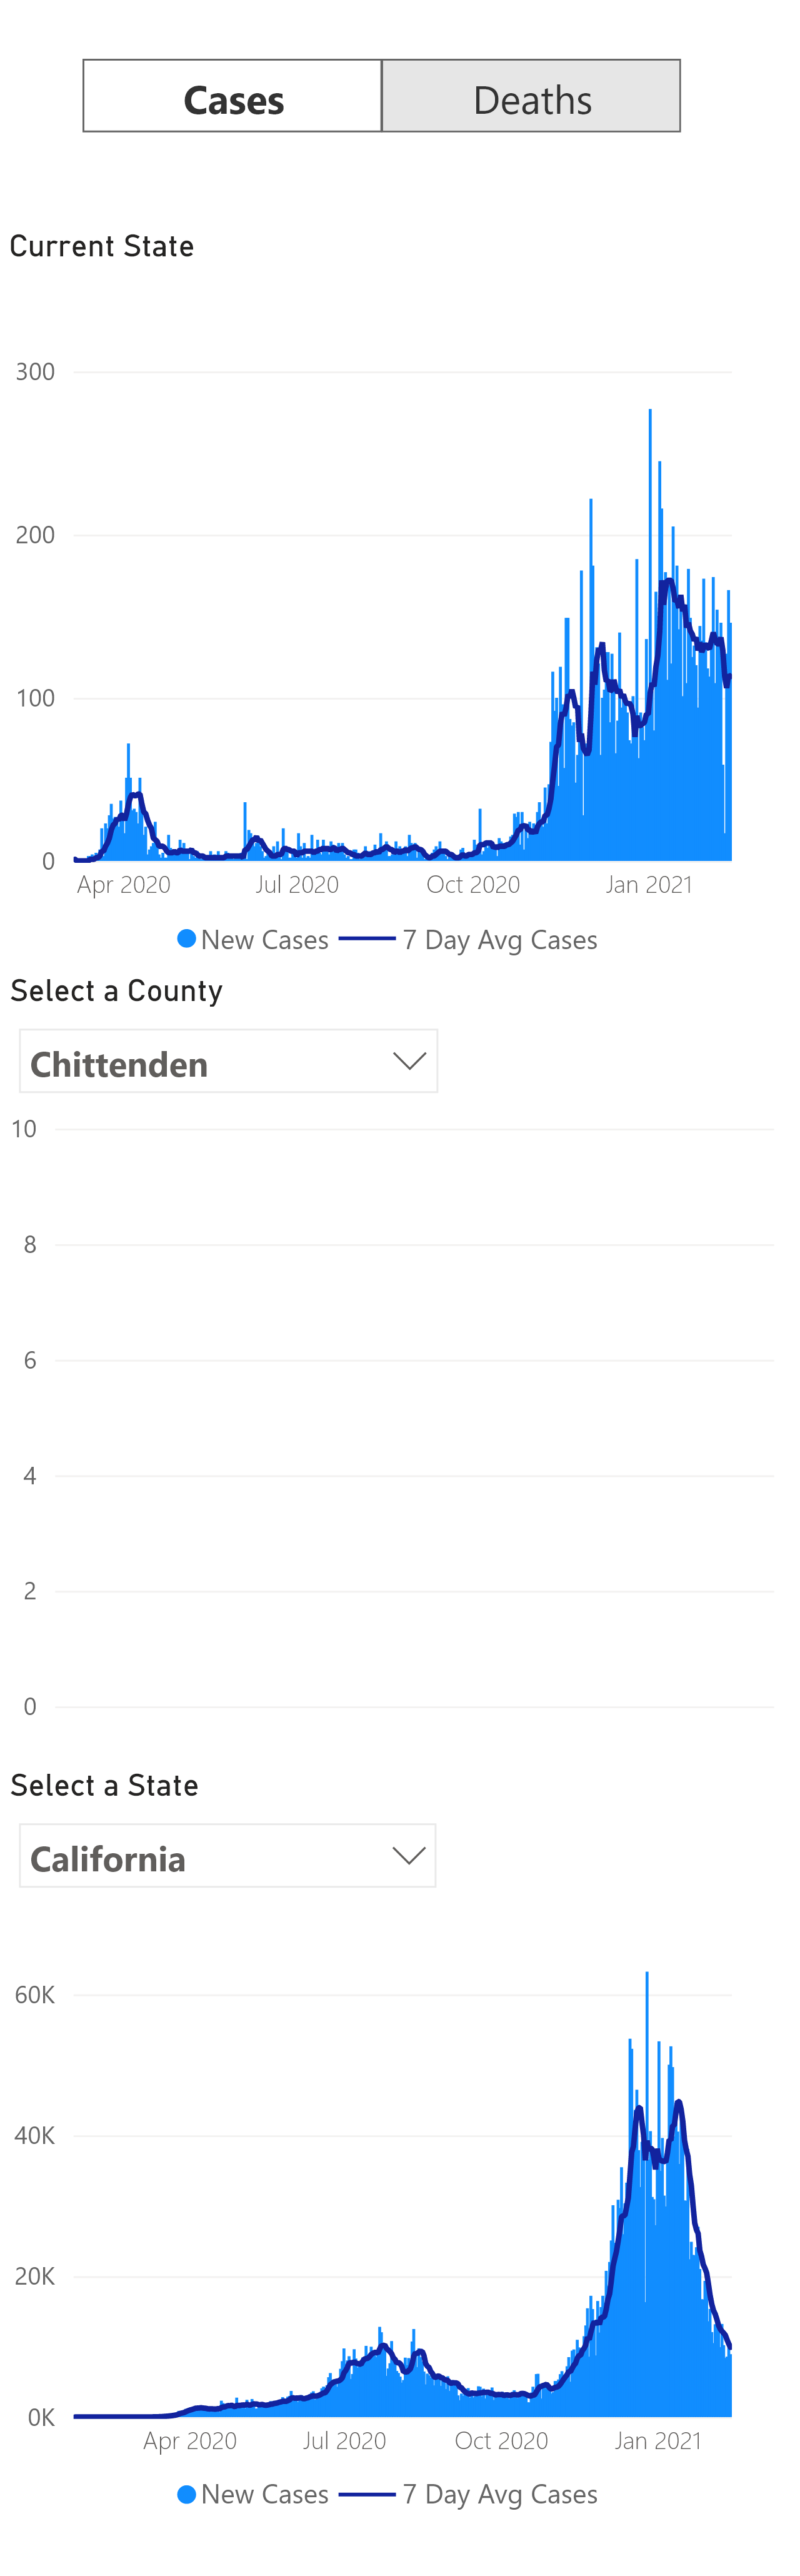 Cases Deaths
Current State
300
200
100
0
Apr 2020 Jul 2020 Oct 2020 Jan 2021
New Cases 7 Day Avg Cases
Select a County
Chittenden
10
8
6
4
2
0
Select a State
California
60K
40K
20K
0K
Apr 2020 Jul 2020 Oct 2020 Jan 2021
New Cases 7 Day Avg Cases